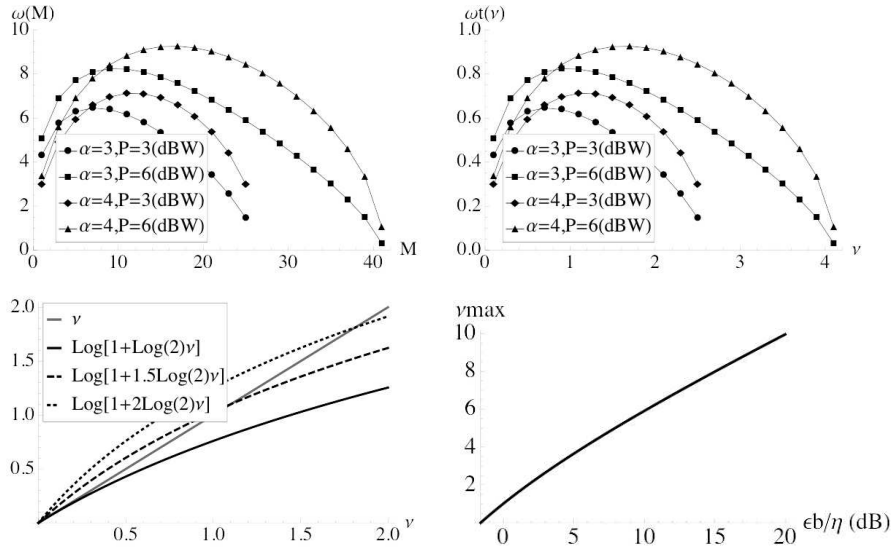 ω(M)
10
8
6
4
2
0
α=3,P=3(dBW)
α=3,P=6(dBW)
α=4,P=3(dBW)
α=4,P=6(dBW)
0 10 20 30 40 M
ωt(ν)
1.0
0.8
0.6
0.4
0.2
0.0
α=3,P=3(dBW)
α=3,P=6(dBW)
α=4,P=3(dBW)
α=4,P=6(dBW)
0 1 2 3 4 ν
2.0
1.5
1.0
0.5
ν
Log[1+Log(2)ν]
Log[1+1.5Log(2)ν]
Log[1+2Log(2)ν]
0.5 1.0 1.5 2.0 ν
νmax
10
8
6
4
2
0 5 10 15 20 ϵb/η (dB)